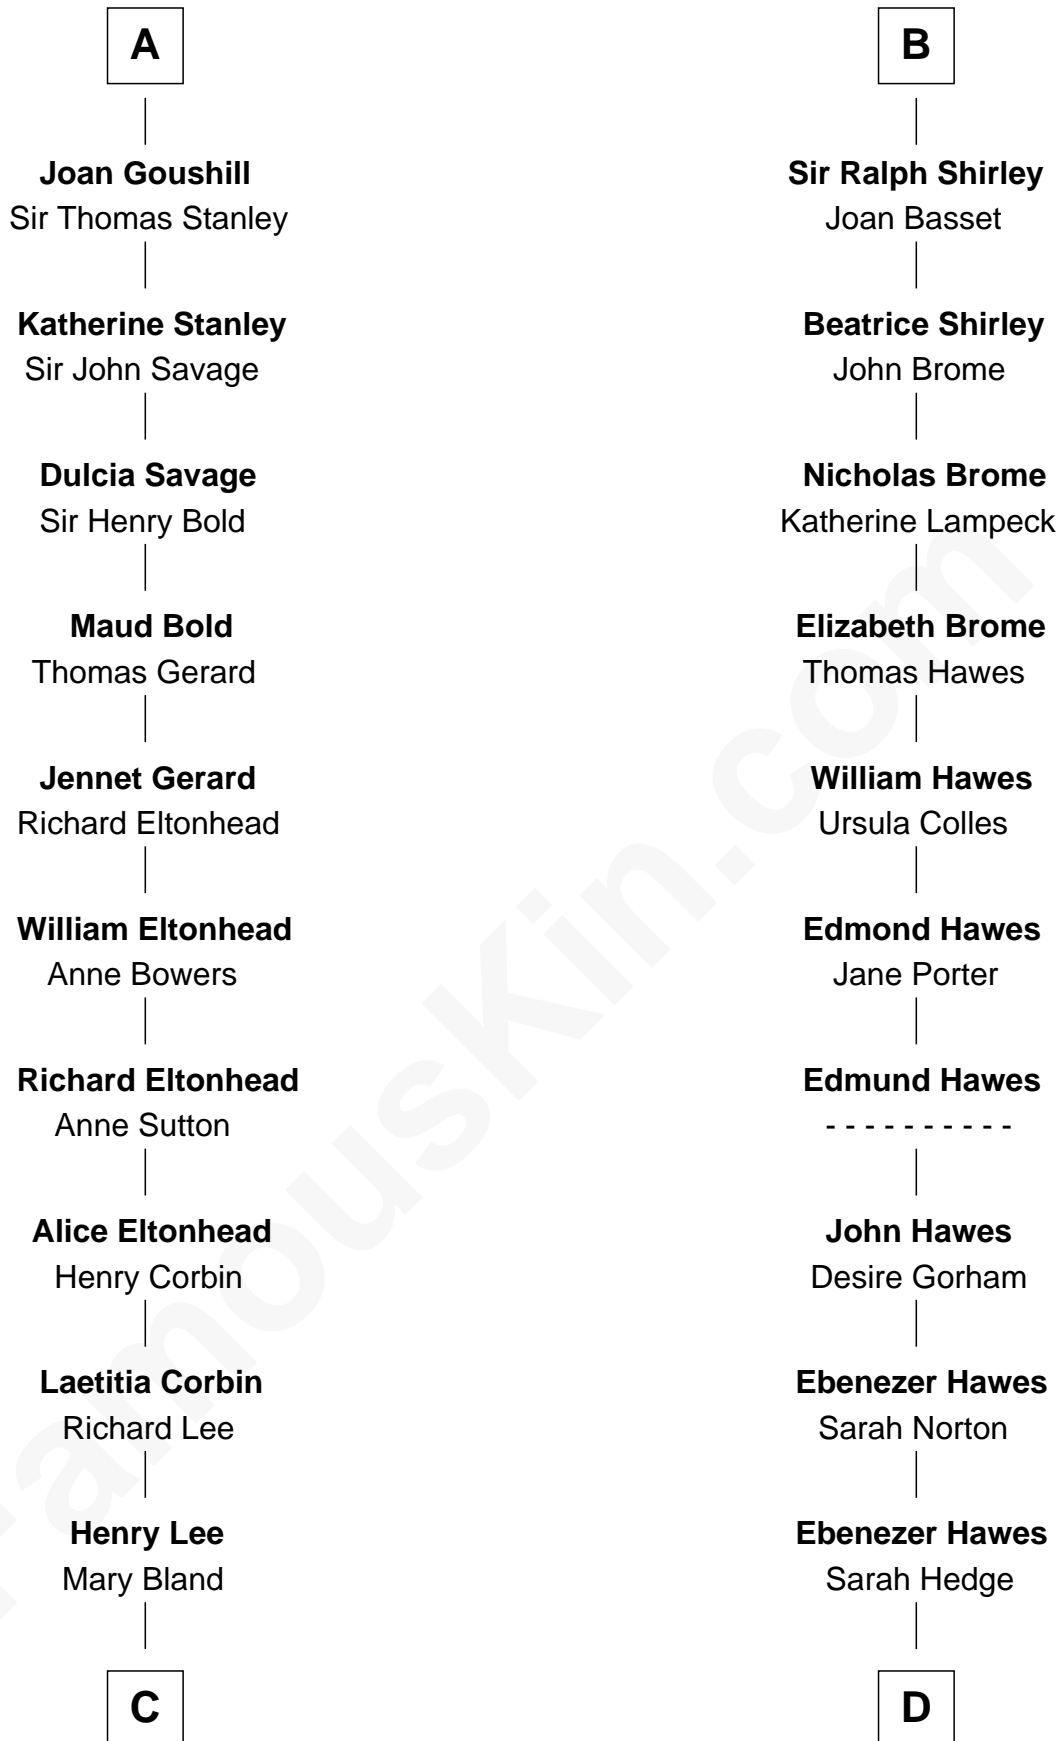 A
Joan Goushill
Sir Thomas Stanley
Katherine Stanley
Sir John Savage
Dulcia Savage
Sir Henry Bold
Maud Bold
Thomas Gerard
Jennet Gerard
Richard Eltonhead
William Eltonhead
Anne Bowers
Richard Eltonhead
Anne Sutton
Alice Eltonhead
Henry Corbin
Laetitia Corbin
Richard Lee
Henry Lee
Mary Bland
C
B
Sir Ralph Shirley
Joan Basset
Beatrice Shirley
John Brome
Nicholas Brome
Katherine Lampeck
Elizabeth Brome
Thomas Hawes
William Hawes
Ursula Colles
Edmond Hawes
Jane Porter
Edmund Hawes
- - - - - - - - - -
John Hawes
Desire Gorham
Ebenezer Hawes
Sarah Norton
Ebenezer Hawes
Sarah Hedge
D
FamousKin.com